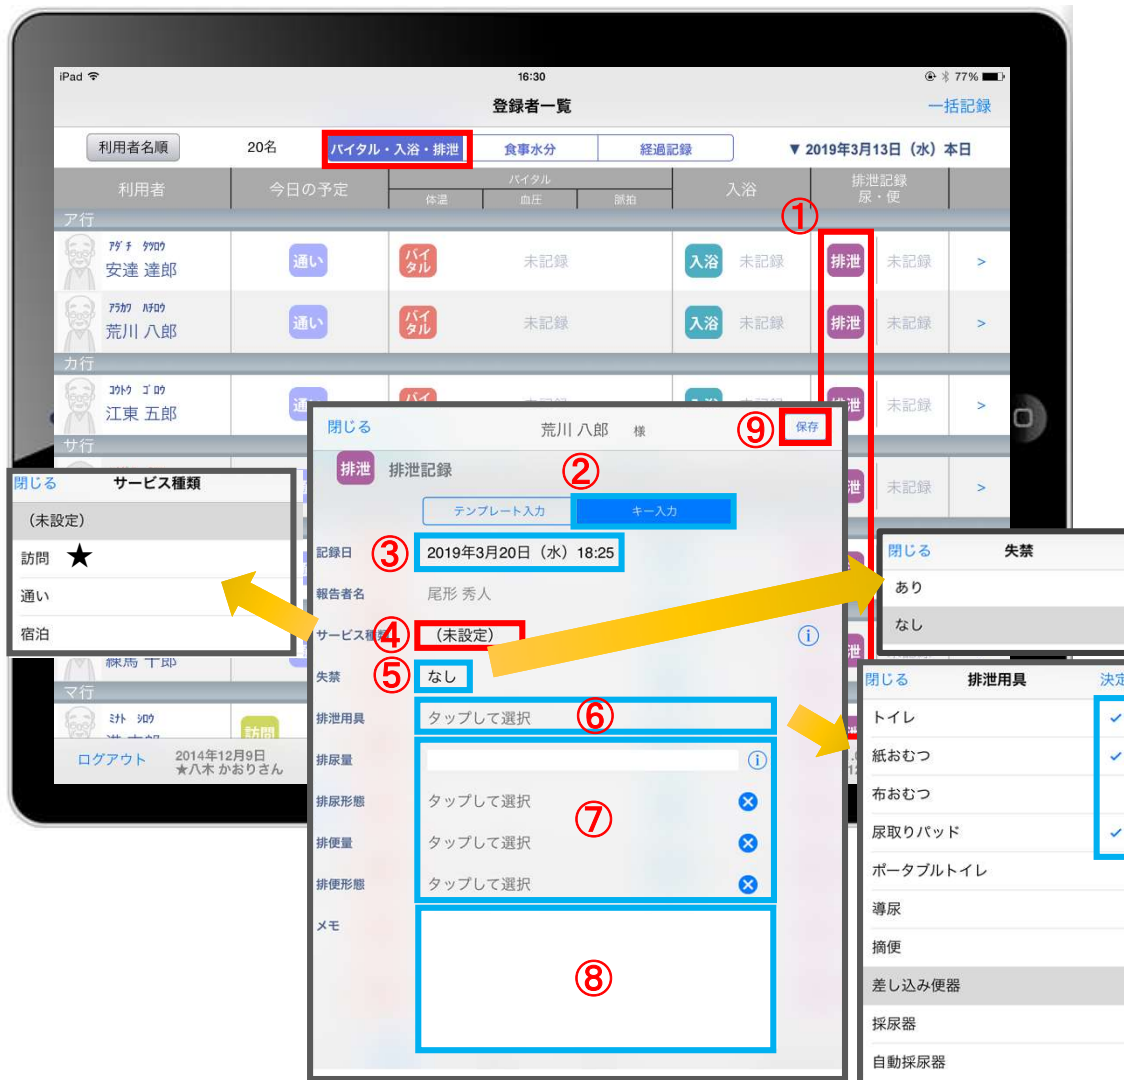 iPad 16:30 77%
登録者一覧 一括記録
利用者名順 20名 バイタル・入浴・排泄 食事水分 経過記録 ▼ 2019年3月13日（水）本日
利用者 今日の予定 バイタル 入浴 排泄記録
体温 血圧 脈拍 尿・便
①
ア行
ｱﾀﾞﾁ ﾀﾂﾛｳ
安達 達郎 通い バイタル 未記録 入浴 未記録 排泄 未記録 >
ｱﾗｶﾜ ﾊﾁﾛｳ
荒川 八郎 通い バイタル 未記録 入浴 未記録 排泄 未記録 >
カ行
ｺｳﾄｳ ｺﾞﾛｳ
江東 五郎 未記録 >
サ行
未記録 >
マ行
ﾐﾅﾄ ｼﾛｳ
訪問
ログアウト 2014年12月9日
★八木 かおりさん
閉じる 荒川 八郎 様 ⑨ 保存
排泄 排泄記録 ②
テンプレート入力 キー入力
記録日 ③ 2019年3月20日（水）18:25
報告者名 尾形 秀人
サービス種類 ④ （未設定）
失禁 ⑤ なし
排泄用具 タップして選択 ⑥
排尿量
排尿形態 タップして選択
⑦
排便量 タップして選択
排便形態 タップして選択
メモ
⑧
閉じる サービス種類
（未設定）
訪問 ★
通い
宿泊
閉じる 失禁
あり
なし
閉じる 排泄用具 決定
トイレ ✓
紙おむつ ✓
布おむつ
尿取りパッド ✓
ポータブルトイレ
導尿
摘便
差し込み便器
採尿器
自動採尿器